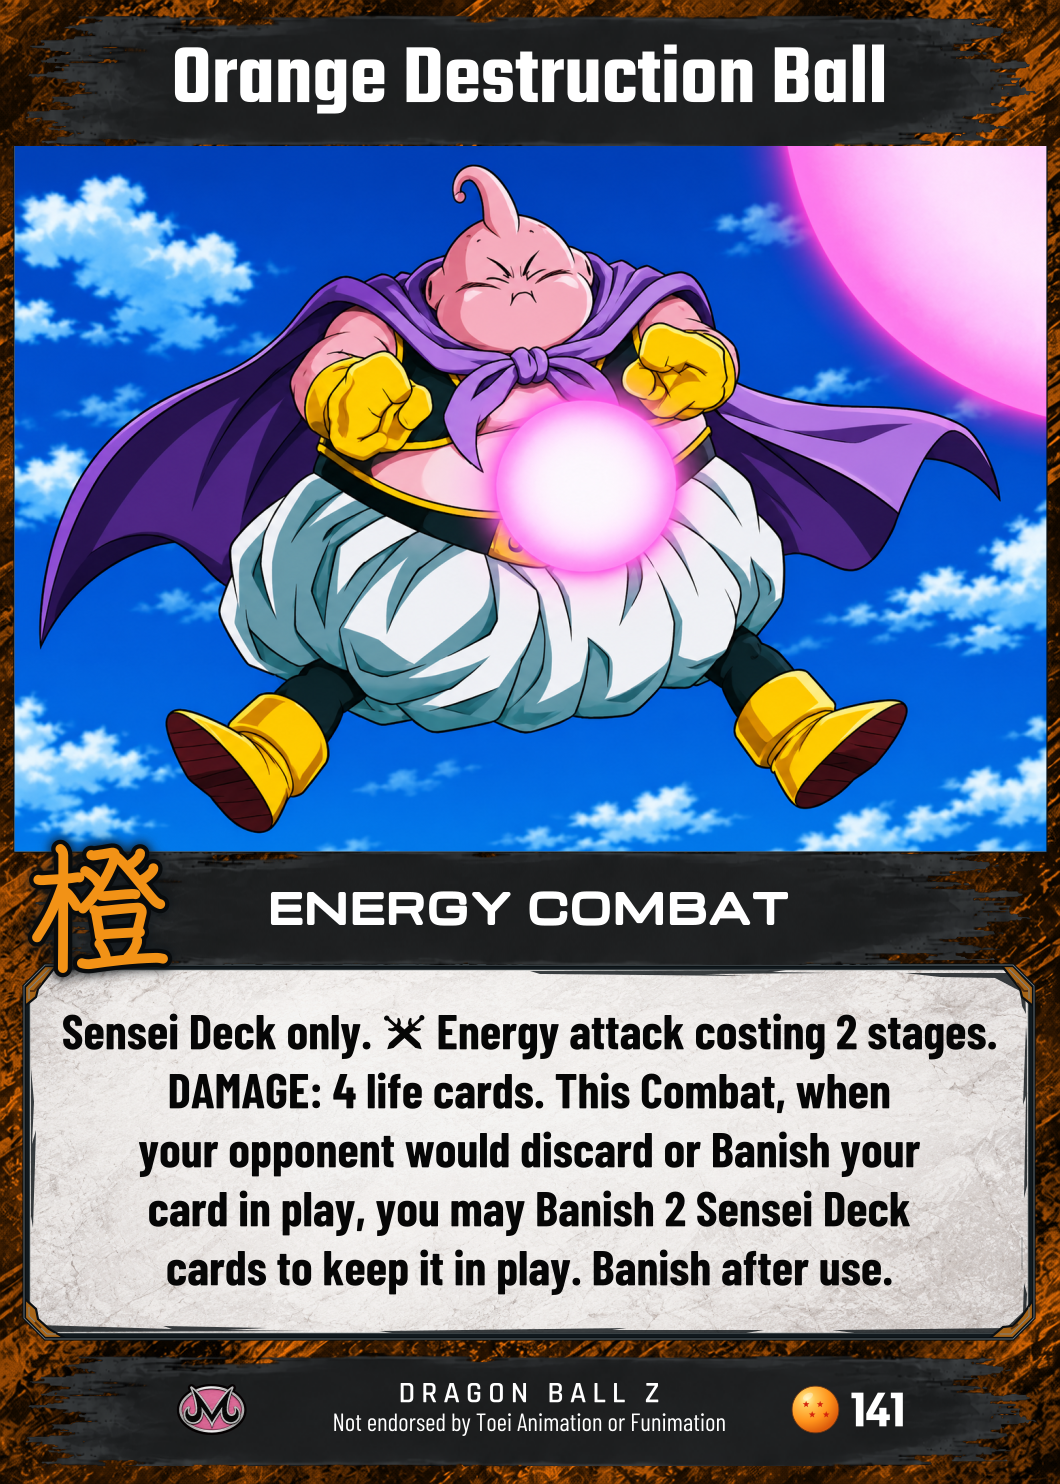 Orange Destruction Ball
橙
ENERGY COMBAT
Sensei Deck only. Energy attack costing 2 stages.
DAMAGE: 4 life cards. This Combat, when
your opponent would discard or Banish your
card in play, you may Banish 2 Sensei Deck
cards to keep it in play. Banish after use.
M
DRAGON BALL Z
Not endorsed by Toei Animation or Funimation
141